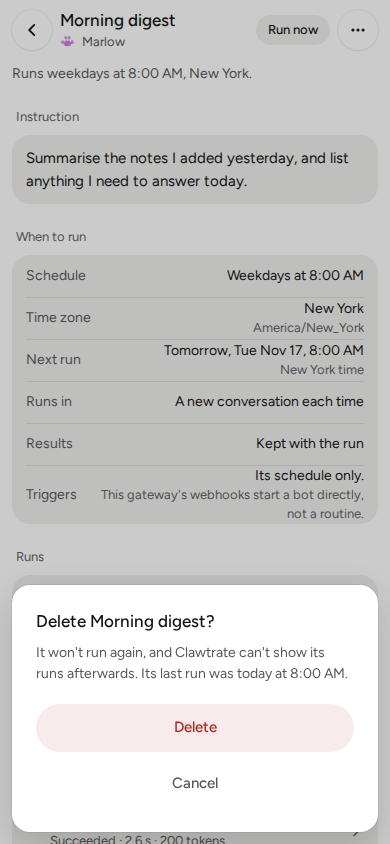 Morning digest
Marlow
Run now
Runs weekdays at 8:00 AM, New York.
Instruction
Summarise the notes I added yesterday, and list
anything I need to answer today.
When to run
Schedule
Weekdays at 8:00 AM
Time zone
New York
America/New_York
Next run
Tomorrow, Tue Nov 17, 8:00 AM
New York time
Runs in
A new conversation each time
Results
Kept with the run
Triggers
Its schedule only.
This gateway's webhooks start a bot directly,
not a routine.
Runs
Delete Morning digest?
It won't run again, and Clawtrate can't show its
runs afterwards. Its last run was today at 8:00 AM.
Delete
Cancel
Succeeded · 2.6 s · 200 tokens